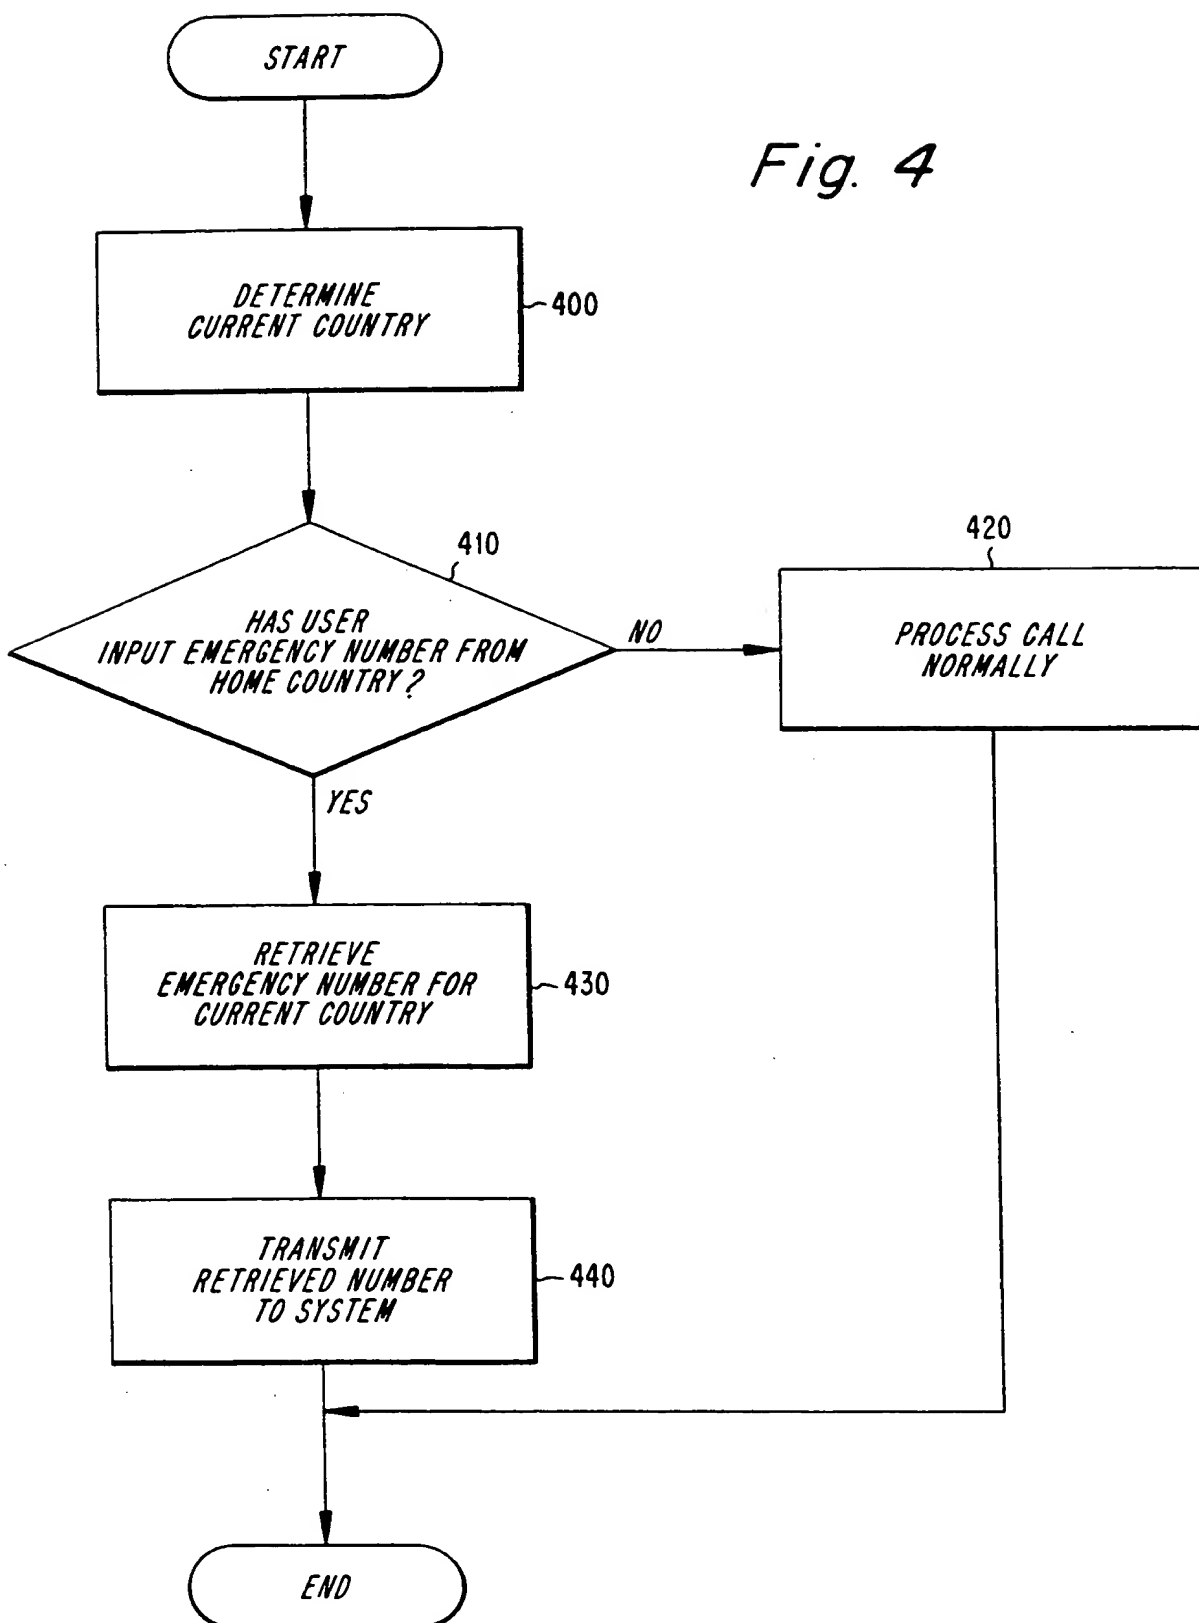 START
Fig. 4
DETERMINE
CURRENT COUNTRY
400
410
HAS USER
INPUT EMERGENCY NUMBER FROM
HOME COUNTRY?
NO
420
PROCESS CALL
NORMALLY
YES
RETRIEVE
EMERGENCY NUMBER FOR
CURRENT COUNTRY
430
TRANSMIT
RETRIEVED NUMBER
TO SYSTEM
440
END